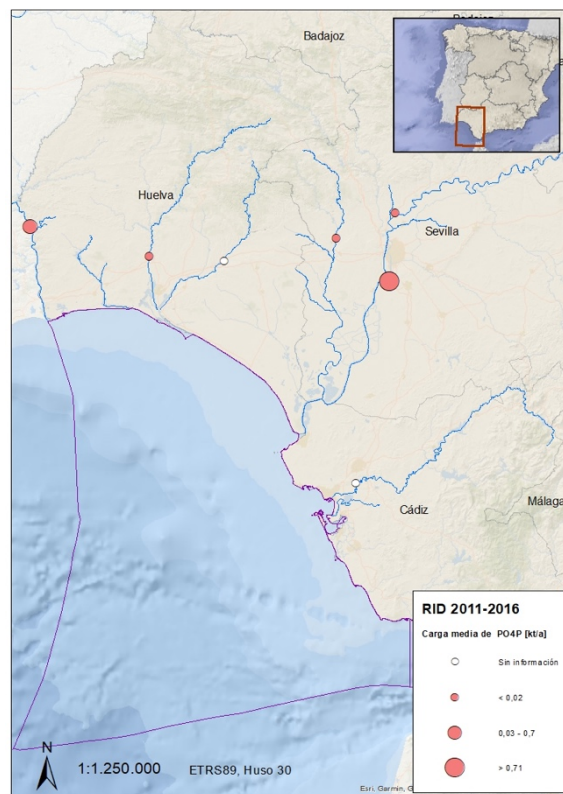 Badajoz
Badajoz
Huelva
Sevilla
Málaga
Cádiz
RID 2011-2016
Carga media de PO4P [kt/a]
Sin información
< 0,02
0,03 - 0,7
> 0,71
N
1:1.250.000
ETRS89, Huso 30
Esri, Garmin, G